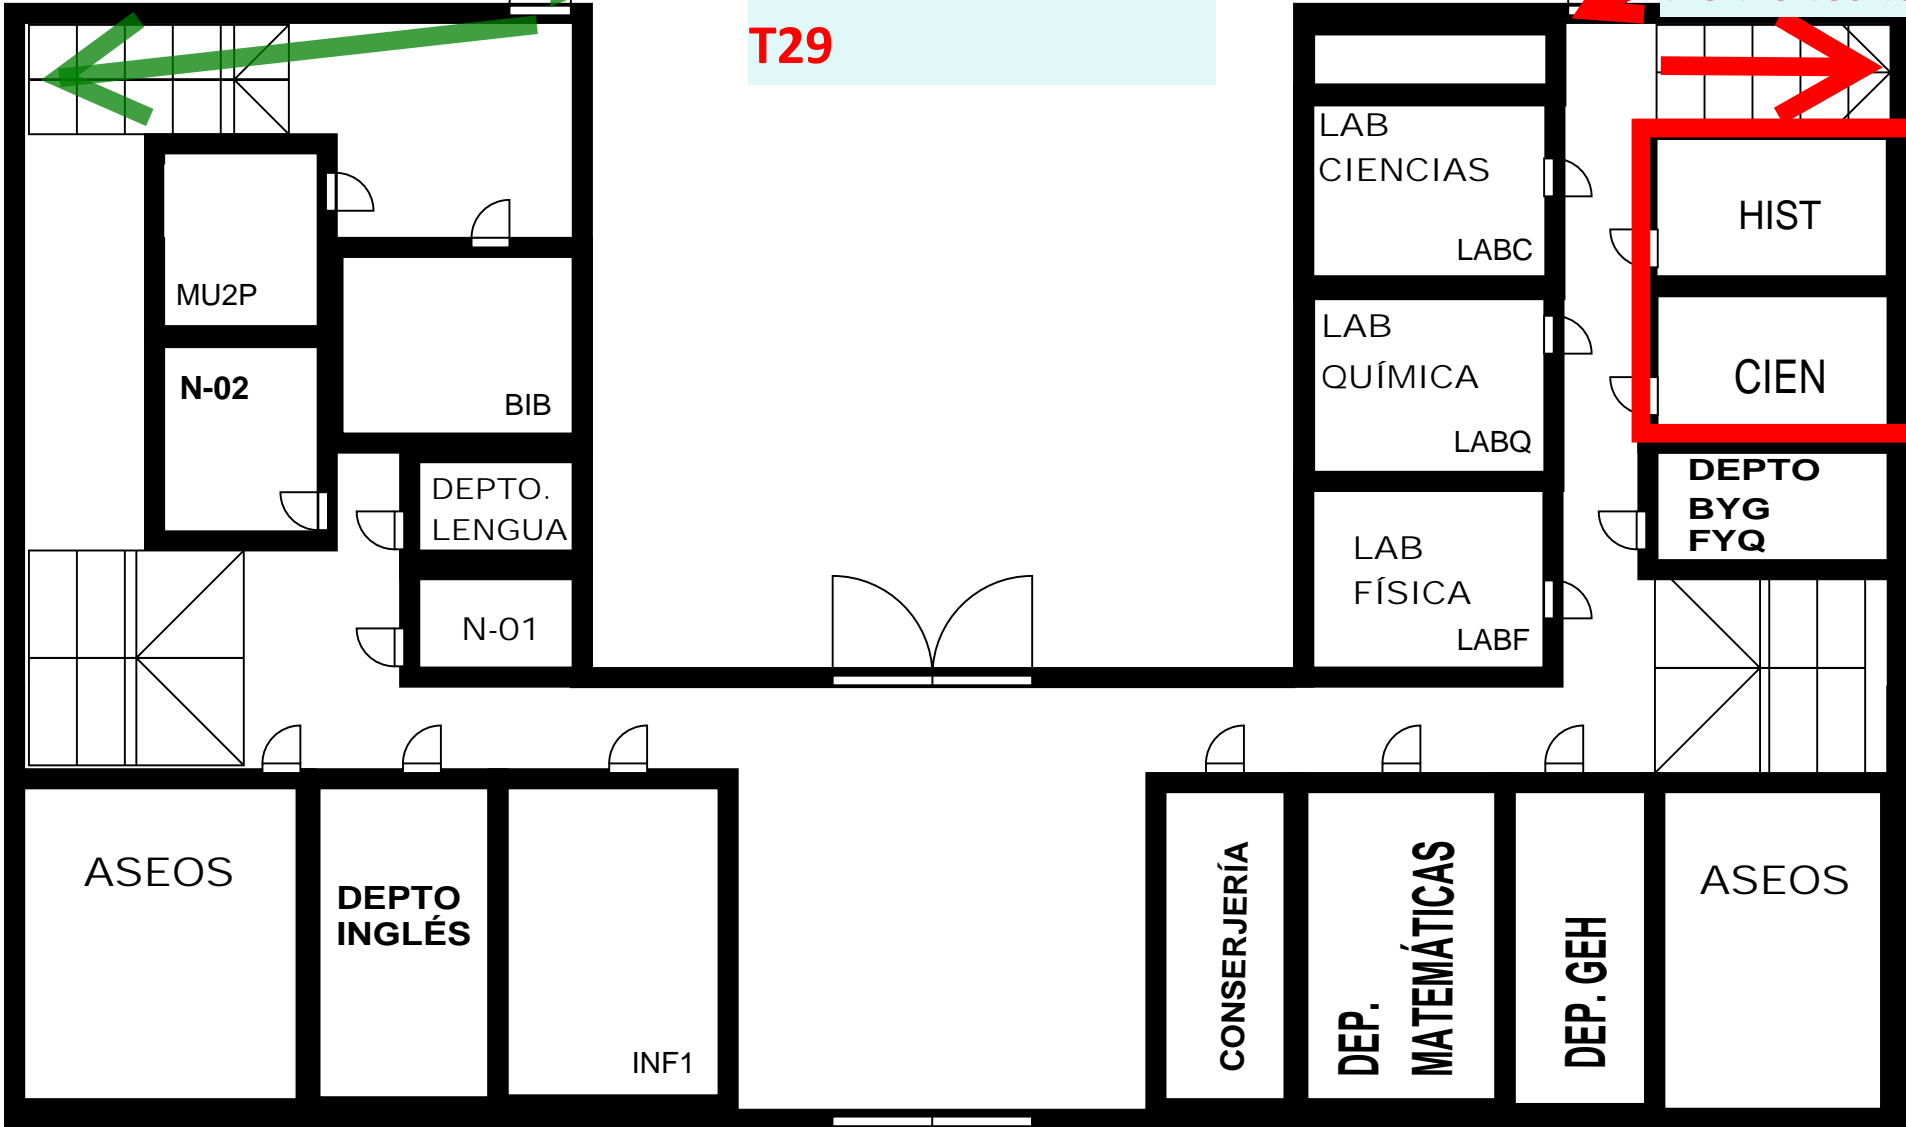 T29
LAB
CIENCIAS
LABC
HIST
MU2P
LAB
QUÍMICA
LABQ
CIEN
N-02
BIB
DEPTO.
LENGUA
DEPTO
BYG
FYQ
LAB
FÍSICA
LABF
N-01
ASEOS
DEPTO
INGLÉS
INF1
CONSERJERÍA
DEP.
MATEMÁTICAS
DEP. GEH
ASEOS